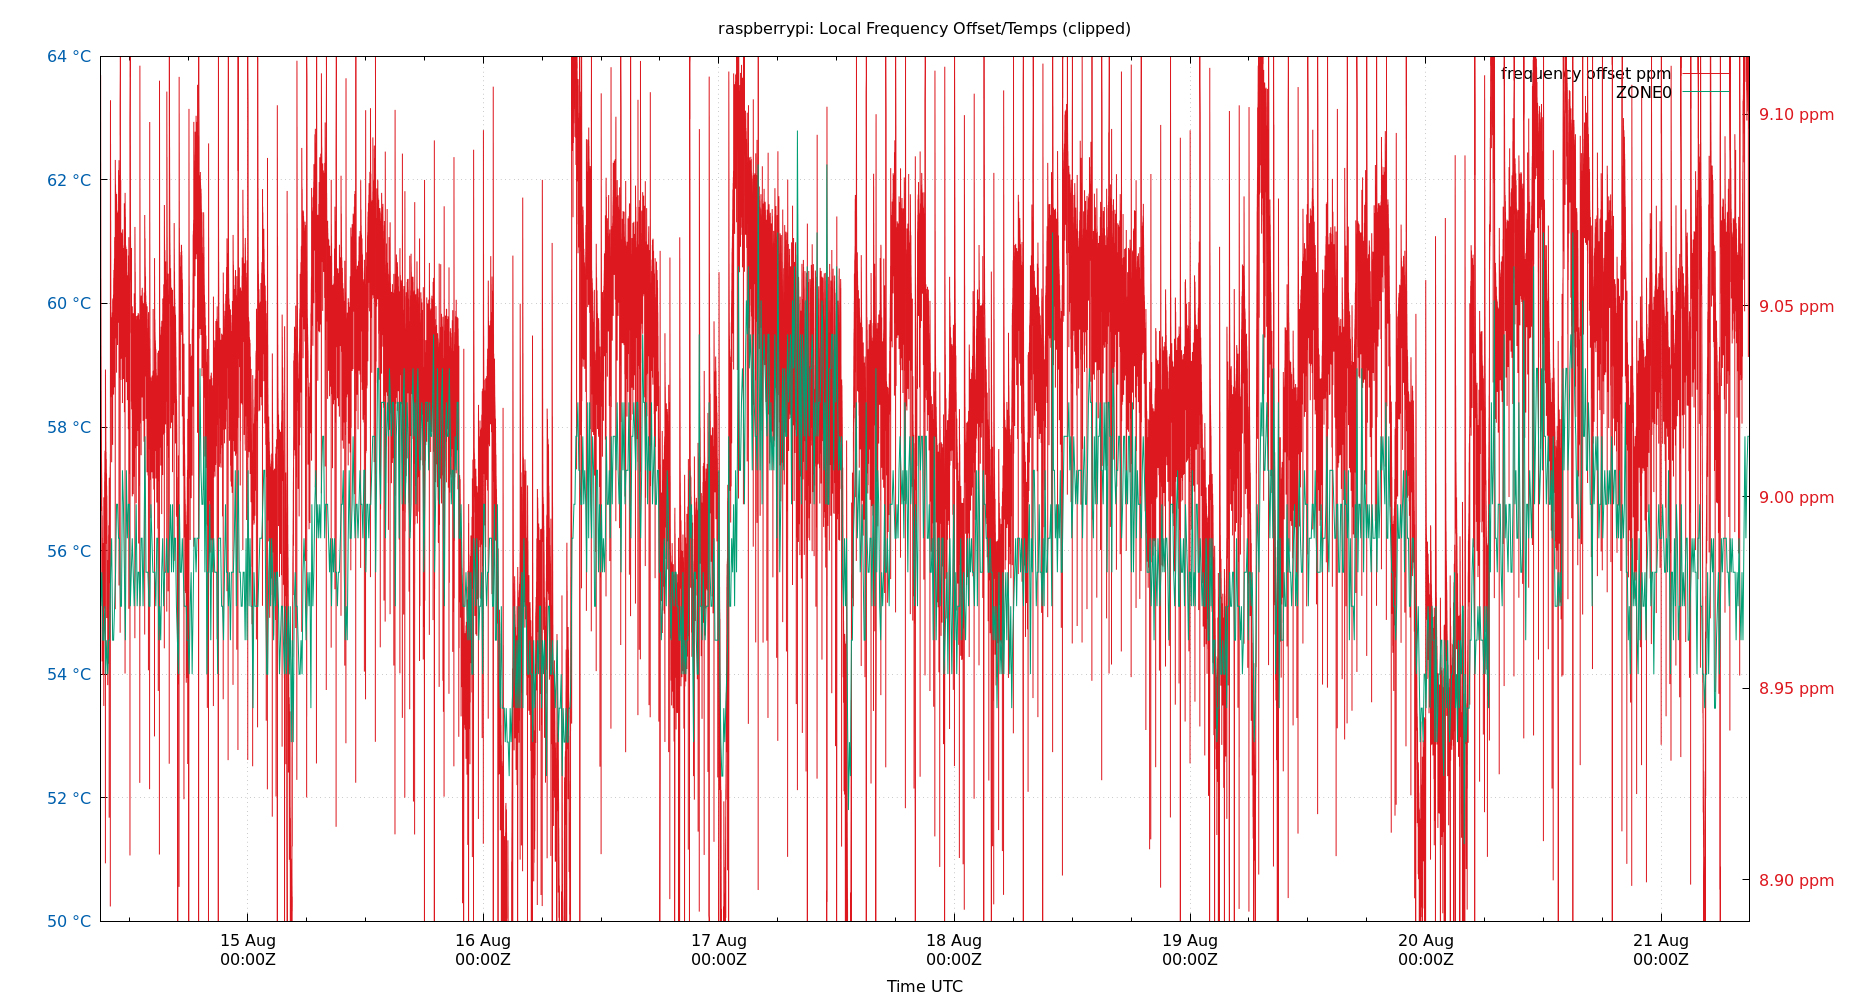 raspberrypi: Local Frequency Offset/Temps (clipped)
64 °C
62 °C
60 °C
58 °C
56 °C
54 °C
52 °C
50 °C
frequency offset ppm
ZONE0
9.10 ppm
9.05 ppm
9.00 ppm
8.95 ppm
8.90 ppm
15 Aug
00:00Z
16 Aug
00:00Z
17 Aug
00:00Z
18 Aug
00:00Z
19 Aug
00:00Z
20 Aug
00:00Z
21 Aug
00:00Z
Time UTC